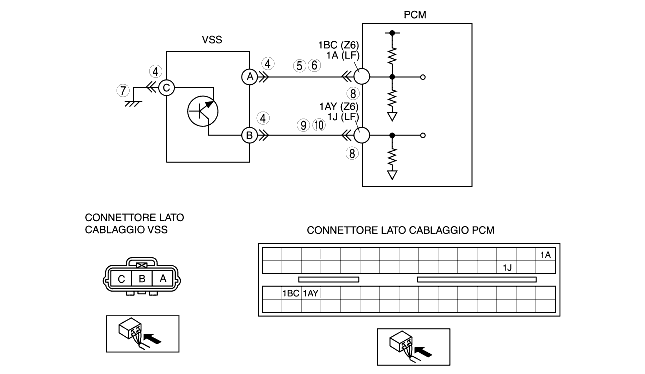 PCM
VSS
1BC (Z6)
1A (LF)
4
5 6
4
A
C
7
8
1AY (Z6)
1J (LF)
4
9 10
B
8
CONNETTORE LATO
CABLAGGIO VSS
CONNETTORE LATO CABLAGGIO PCM
1A
1J
C B A
1BC 1AY